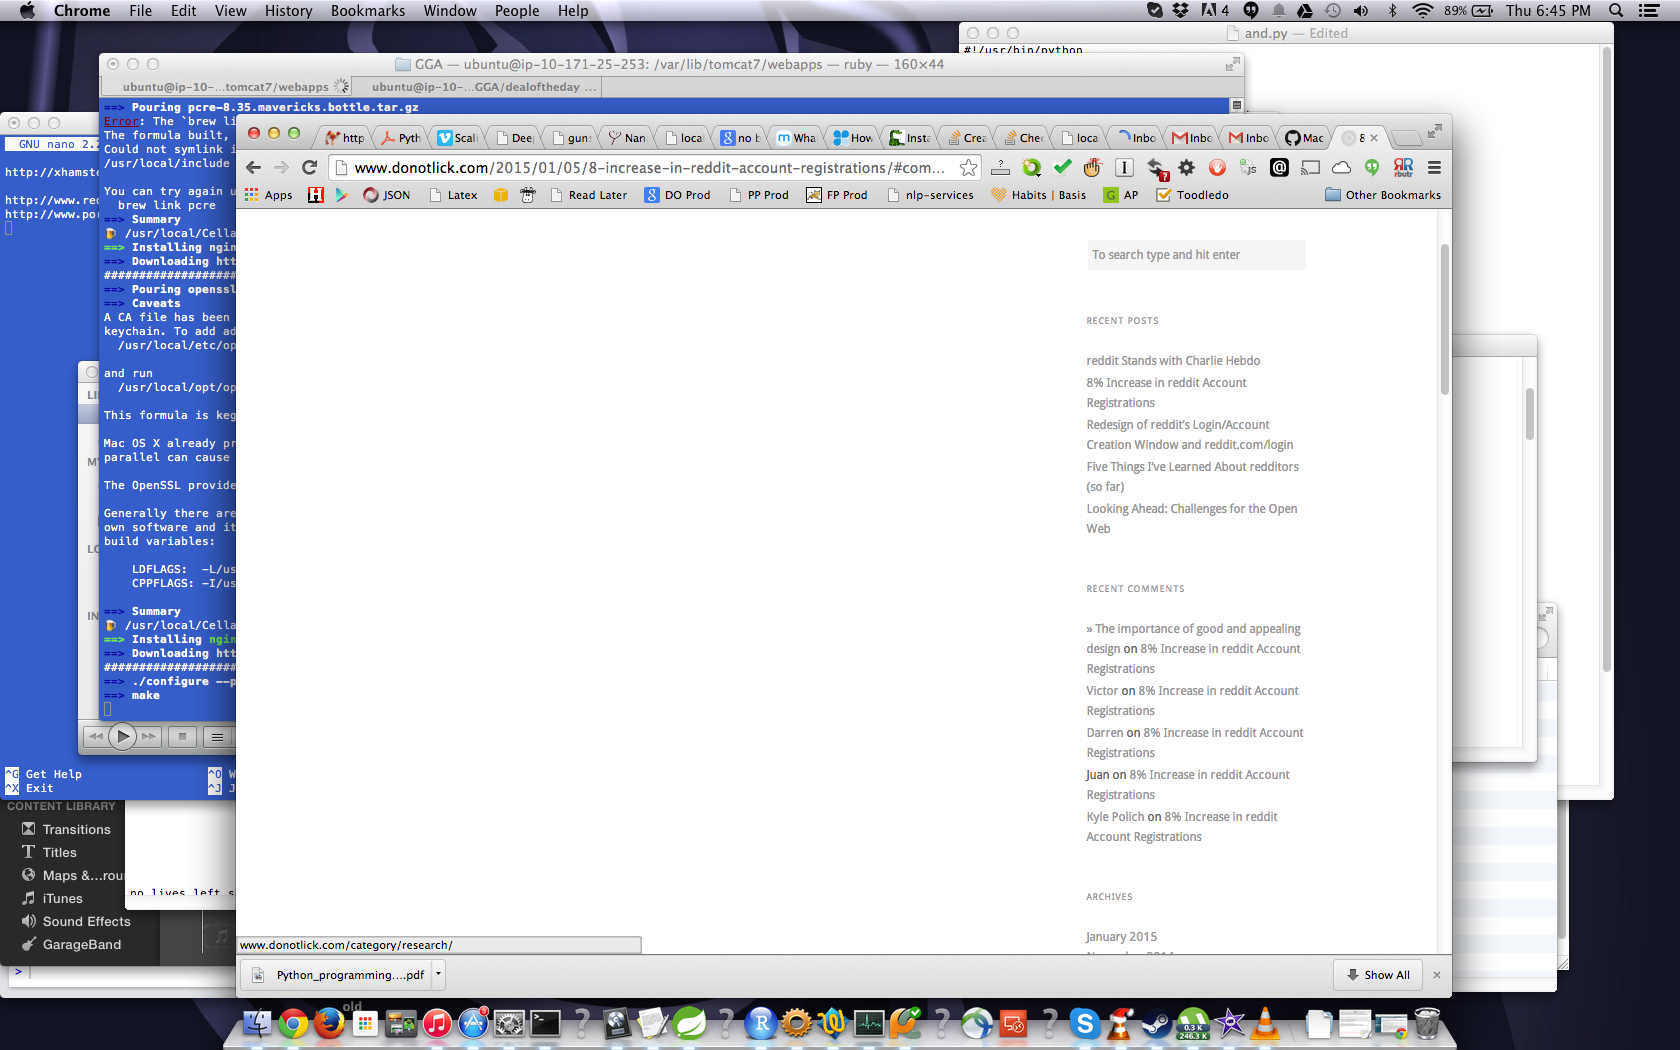 Chrome File Edit View History Bookmarks Window People Help
4 89% Thu 6:45 PM
and.py — Edited
#!/usr/bin/python
GGA — ubuntu@ip-10-171-25-253: /var/lib/tomcat7/webapps — ruby — 160×44
ubuntu@ip-10-...tomcat7/webapps
ubuntu@ip-10-...GGA/dealoftheday ...
==> Pouring pcre-8.35.mavericks.bottle.tar.gz
Error: The `brew li
The formula built,
Could not symlink i
/usr/local/include
You can try again u
brew link pcre
==> Summary
/usr/local/Cella
==> Installing ngin
==> Downloading htt
###################
==> Pouring openssl
==> Caveats
A CA file has been
keychain. To add ad
/usr/local/etc/op
and run
/usr/local/opt/op
This formula is keg
Mac OS X already pr
parallel can cause
The OpenSSL provide
Generally there are
own software and it
build variables:
LDFLAGS: -L/us
CPPFLAGS: -I/us
==> Summary
/usr/local/Cella
==> Installing ngin
==> Downloading htt
###################
==> ./configure --p
==> make
GNU nano 2.2
http://xhamste
http://www.red
http://www.por
LI
MY
LO
IN
^G Get Help
^O W
^X Exit
^J J
CONTENT LIBRARY
Transitions
Titles
Maps &...rou
iTunes
Sound Effects
GarageBand
no lives left s
>
http Pyth Scali Deep gun Nan loca no b Wha How Insta Crea Chec loca Inbo Inbo Inbo Mac 8
www.donotlick.com/2015/01/05/8-increase-in-reddit-account-registrations/#com...
Apps JSON Latex Read Later DO Prod PP Prod FP Prod nlp-services Habits | Basis AP Toodledo Other Bookmarks
To search type and hit enter
RECENT POSTS
reddit Stands with Charlie Hebdo
8% Increase in reddit Account
Registrations
Redesign of reddit's Login/Account
Creation Window and reddit.com/login
Five Things I've Learned About redditors
(so far)
Looking Ahead: Challenges for the Open
Web
RECENT COMMENTS
» The importance of good and appealing
design on 8% Increase in reddit Account
Registrations
Victor on 8% Increase in reddit Account
Registrations
Darren on 8% Increase in reddit Account
Registrations
Juan on 8% Increase in reddit Account
Registrations
Kyle Polich on 8% Increase in reddit
Account Registrations
ARCHIVES
January 2015
www.donotlick.com/category/research/
Python_programming....pdf
Show All
old
0.3 K
246.3 K